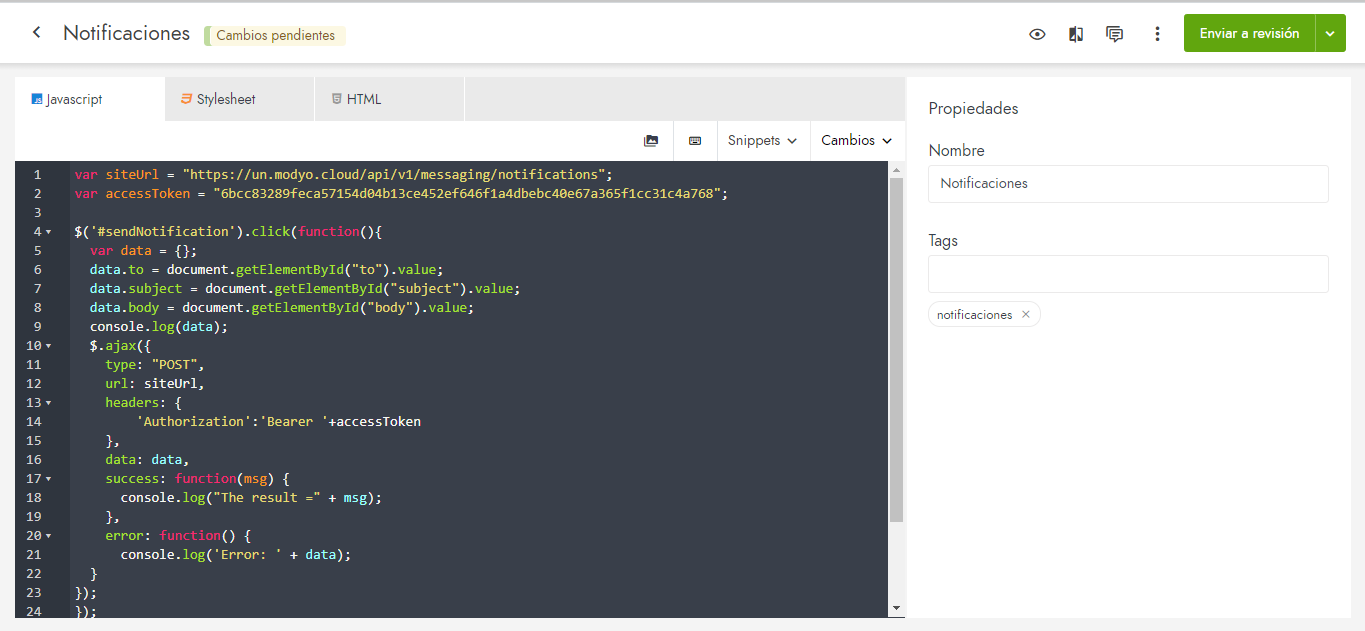 Notificaciones
Cambios pendientes
Enviar a revisión
Javascript
Stylesheet
HTML
Snippets
Cambios
1 var siteUrl = "https://un.modyo.cloud/api/v1/messaging/notifications";
2 var accessToken = "6bcc83289feca57154d04b13ce452ef646f1a4dbebc40e67a365f1cc31c4a768";
3
4 $('#sendNotification').click(function(){
5 var data = {};
6 data.to = document.getElementById("to").value;
7 data.subject = document.getElementById("subject").value;
8 data.body = document.getElementById("body").value;
9 console.log(data);
10 $.ajax({
11 type: "POST",
12 url: siteUrl,
13 headers: {
14 'Authorization':'Bearer '+accessToken
15 },
16 data: data,
17 success: function(msg) {
18 console.log("The result =" + msg);
19 },
20 error: function() {
21 console.log('Error: ' + data);
22 }
23 });
24 });
Propiedades
Nombre
Notificaciones
Tags
notificaciones ×